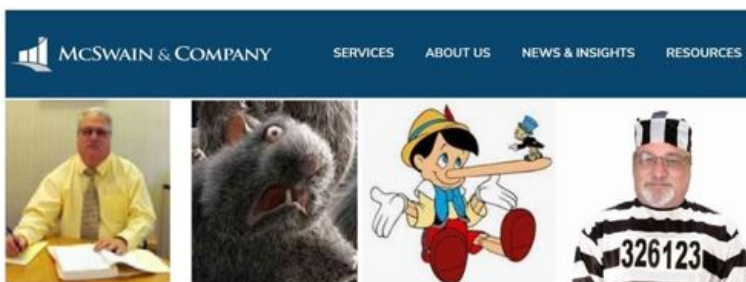 McSwain & Company SERVICES ABOUT US NEWS & INSIGHTS RESOURCES
326123